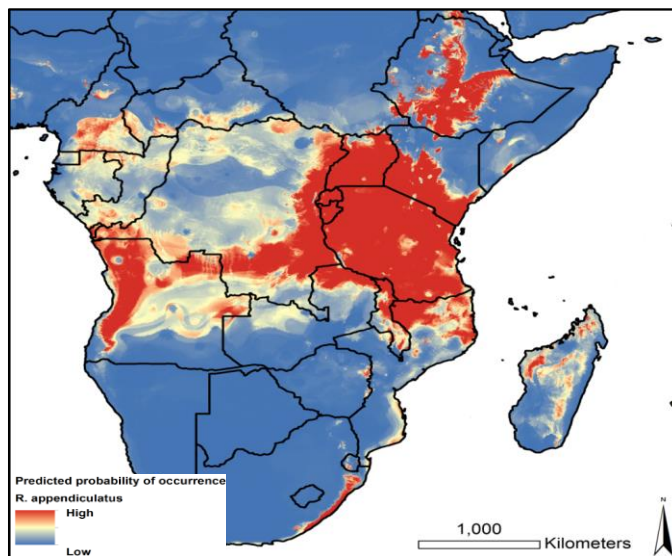 Predicted probability of occurrence
R. appendiculatus
High
Low
N
1,000
Kilometers